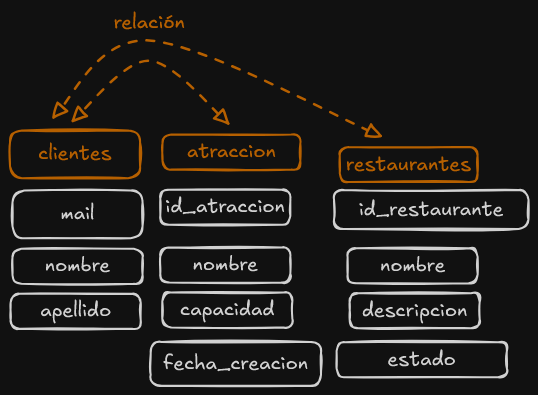 relación
clientes
atraccion
restaurantes
mail
id_atraccion
id_restaurante
nombre
nombre
nombre
apellido
capacidad
descripcion
fecha_creacion
estado